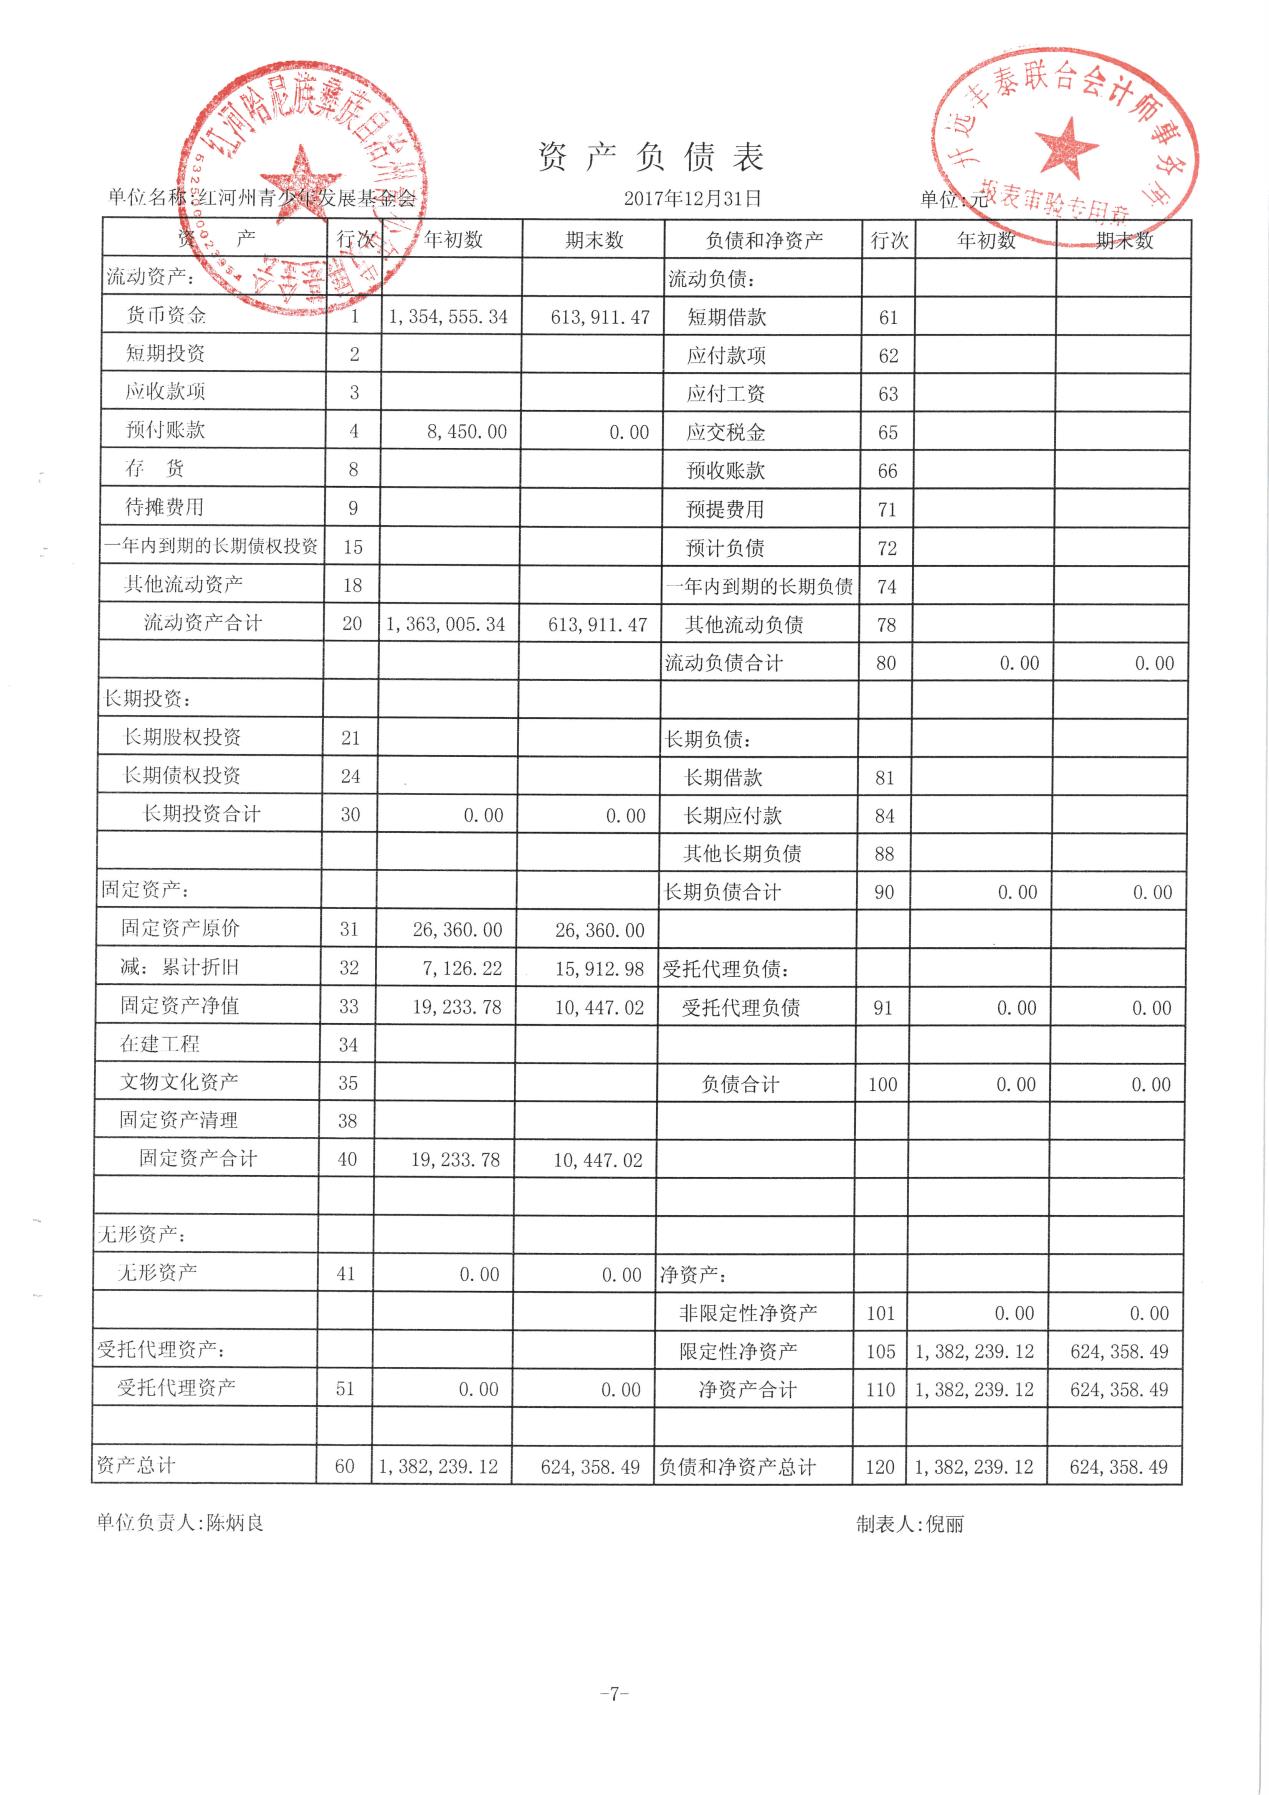 红河哈尼族彝族自治州青少年发展基金会
开远丰泰联合会计师事务所
报表审验专用章
资产负债表
单位名称:红河州青少年发展基金会 2017年12月31日 单位:元
资 产 行次 年初数 期末数 负债和净资产 行次 年初数 期末数
流动资产: 流动负债:
货币资金 1 1,354,555.34 613,911.47 短期借款 61
短期投资 2 应付款项 62
应收款项 3 应付工资 63
预付账款 4 8,450.00 0.00 应交税金 65
存 货 8 预收账款 66
待摊费用 9 预提费用 71
一年内到期的长期债权投资 15 预计负债 72
其他流动资产 18 一年内到期的长期负债 74
流动资产合计 20 1,363,005.34 613,911.47 其他流动负债 78
流动负债合计 80 0.00 0.00
长期投资:
长期股权投资 21 长期负债:
长期债权投资 24 长期借款 81
长期投资合计 30 0.00 0.00 长期应付款 84
其他长期负债 88
固定资产: 长期负债合计 90 0.00 0.00
固定资产原价 31 26,360.00 26,360.00
减: 累计折旧 32 7,126.22 15,912.98 受托代理负债:
固定资产净值 33 19,233.78 10,447.02 受托代理负债 91 0.00 0.00
在建工程 34
文物文化资产 35 负债合计 100 0.00 0.00
固定资产清理 38
固定资产合计 40 19,233.78 10,447.02
无形资产:
无形资产 41 0.00 0.00 净资产:
非限定性净资产 101 0.00 0.00
受托代理资产: 限定性净资产 105 1,382,239.12 624,358.49
受托代理资产 51 0.00 0.00 净资产合计 110 1,382,239.12 624,358.49
资产总计 60 1,382,239.12 624,358.49 负债和净资产总计 120 1,382,239.12 624,358.49
单位负责人:陈炳良 制表人:倪丽
-7-